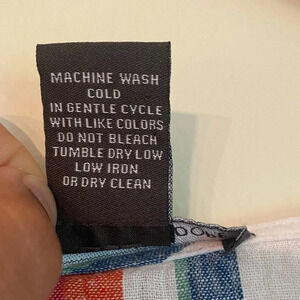 MACHINE WASH
COLD
IN GENTLE CYCLE
WITH LIKE COLORS
DO NOT BLEACH
TUMBLE DRY LOW
LOW IRON
OR DRY CLEAN